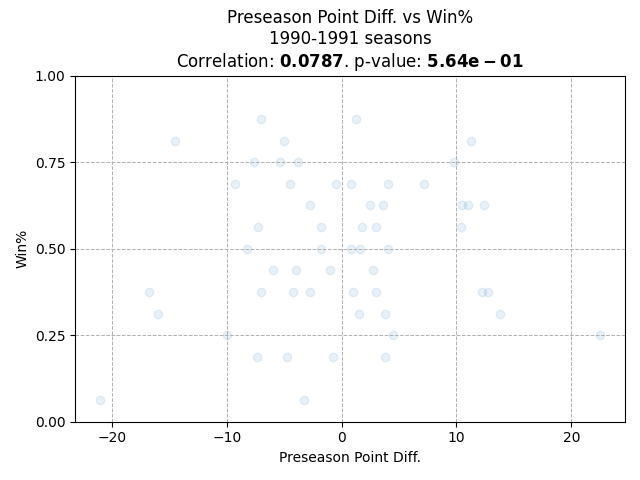 Preseason Point Diff. vs Win%
1990-1991 seasons
Correlation: 0.0787. p-value: 5.64e − 01
1.00
0.75
0.50
0.25
0.00
Win%
−20
−10
0
10
20
Preseason Point Diff.